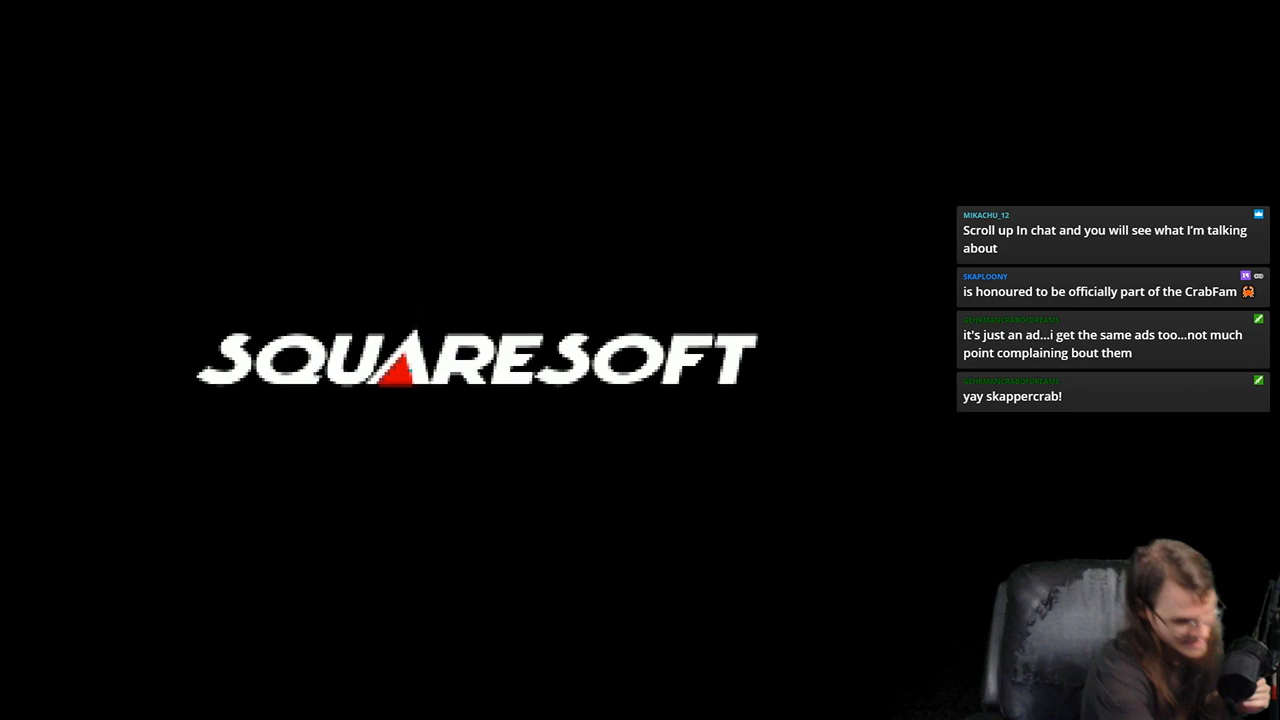 SQUARESOFT
MIKACHU_12
Scroll up In chat and you will see what I'm talking
about
SKAPLOONY
is honoured to be officially part of the CrabFam 🦀
GEHRMANCRABOFDREAMS
it's just an ad...i get the same ads too...not much
point complaining bout them
GEHRMANCRABOFDREAMS
yay skappercrab!